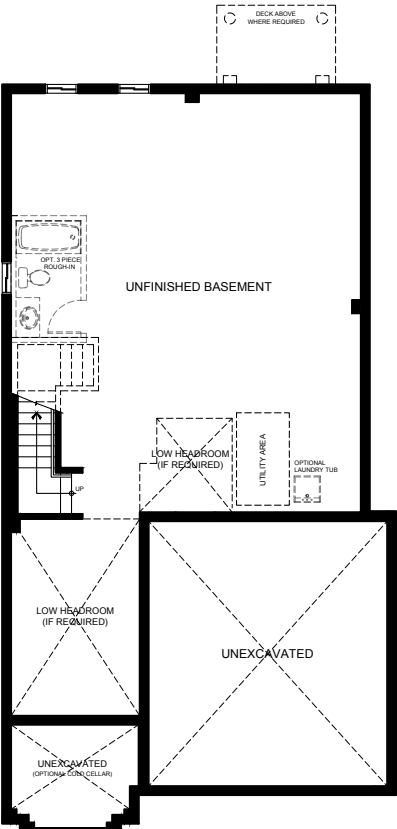 DECK ABOVE
WHERE REQUIRED
OPT. 3 PIECE
ROUGH-IN
UNFINISHED BASEMENT
LOW HEADROOM
(IF REQUIRED)
UTILITY AREA
OPTIONAL
LAUNDRY TUB
UP
LOW HEADROOM
(IF REQUIRED)
UNEXCAVATED
UNEXCAVATED
(OPTIONAL COLD CELLAR)